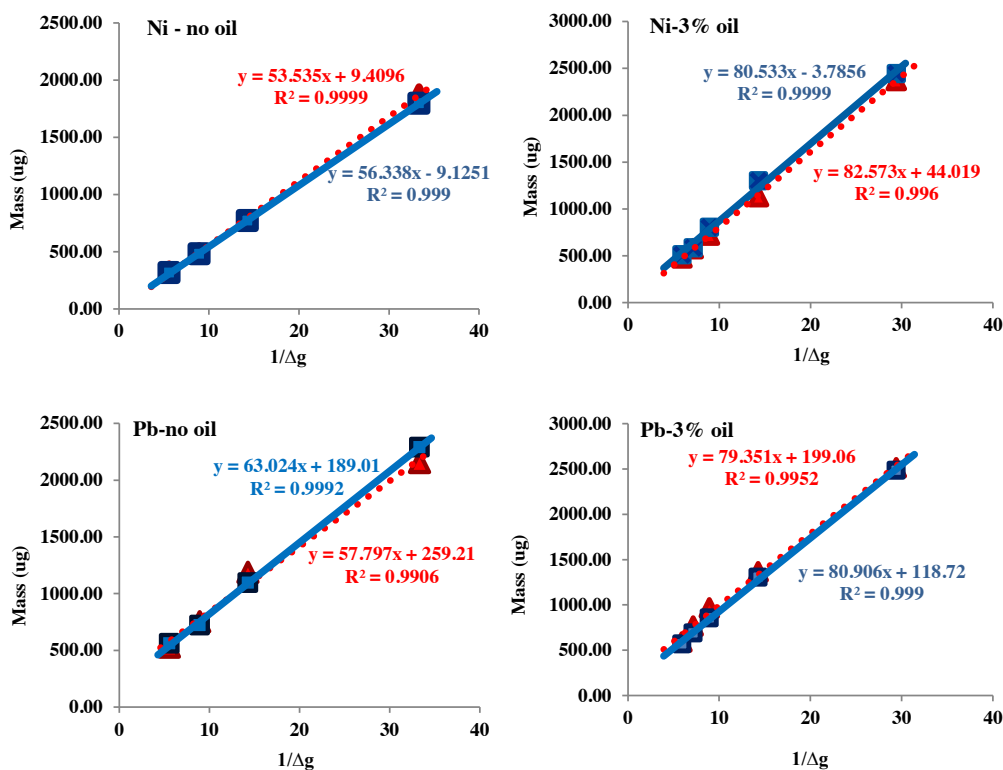 Ni - no oil
2500.00
2000.00
1500.00
1000.00
500.00
0.00
Mass (ug)
y = 53.535x + 9.4096
R² = 0.9999
y = 56.338x - 9.1251
R² = 0.999
0 10 20 30 40
1/Δg
Ni-3% oil
3000.00
2500.00
2000.00
1500.00
1000.00
500.00
0.00
Mass (ug)
y = 80.533x - 3.7856
R² = 0.9999
y = 82.573x + 44.019
R² = 0.996
0 10 20 30 40
1/Δg
Pb-no oil
2500.00
2000.00
1500.00
1000.00
500.00
0.00
Mass (ug)
y = 63.024x + 189.01
R² = 0.9992
y = 57.797x + 259.21
R² = 0.9906
0 10 20 30 40
1/Δg
Pb-3% oil
3000.00
2500.00
2000.00
1500.00
1000.00
500.00
0.00
Mass (ug)
y = 79.351x + 199.06
R² = 0.9952
y = 80.906x + 118.72
R² = 0.999
0 10 20 30 40
1/Δg